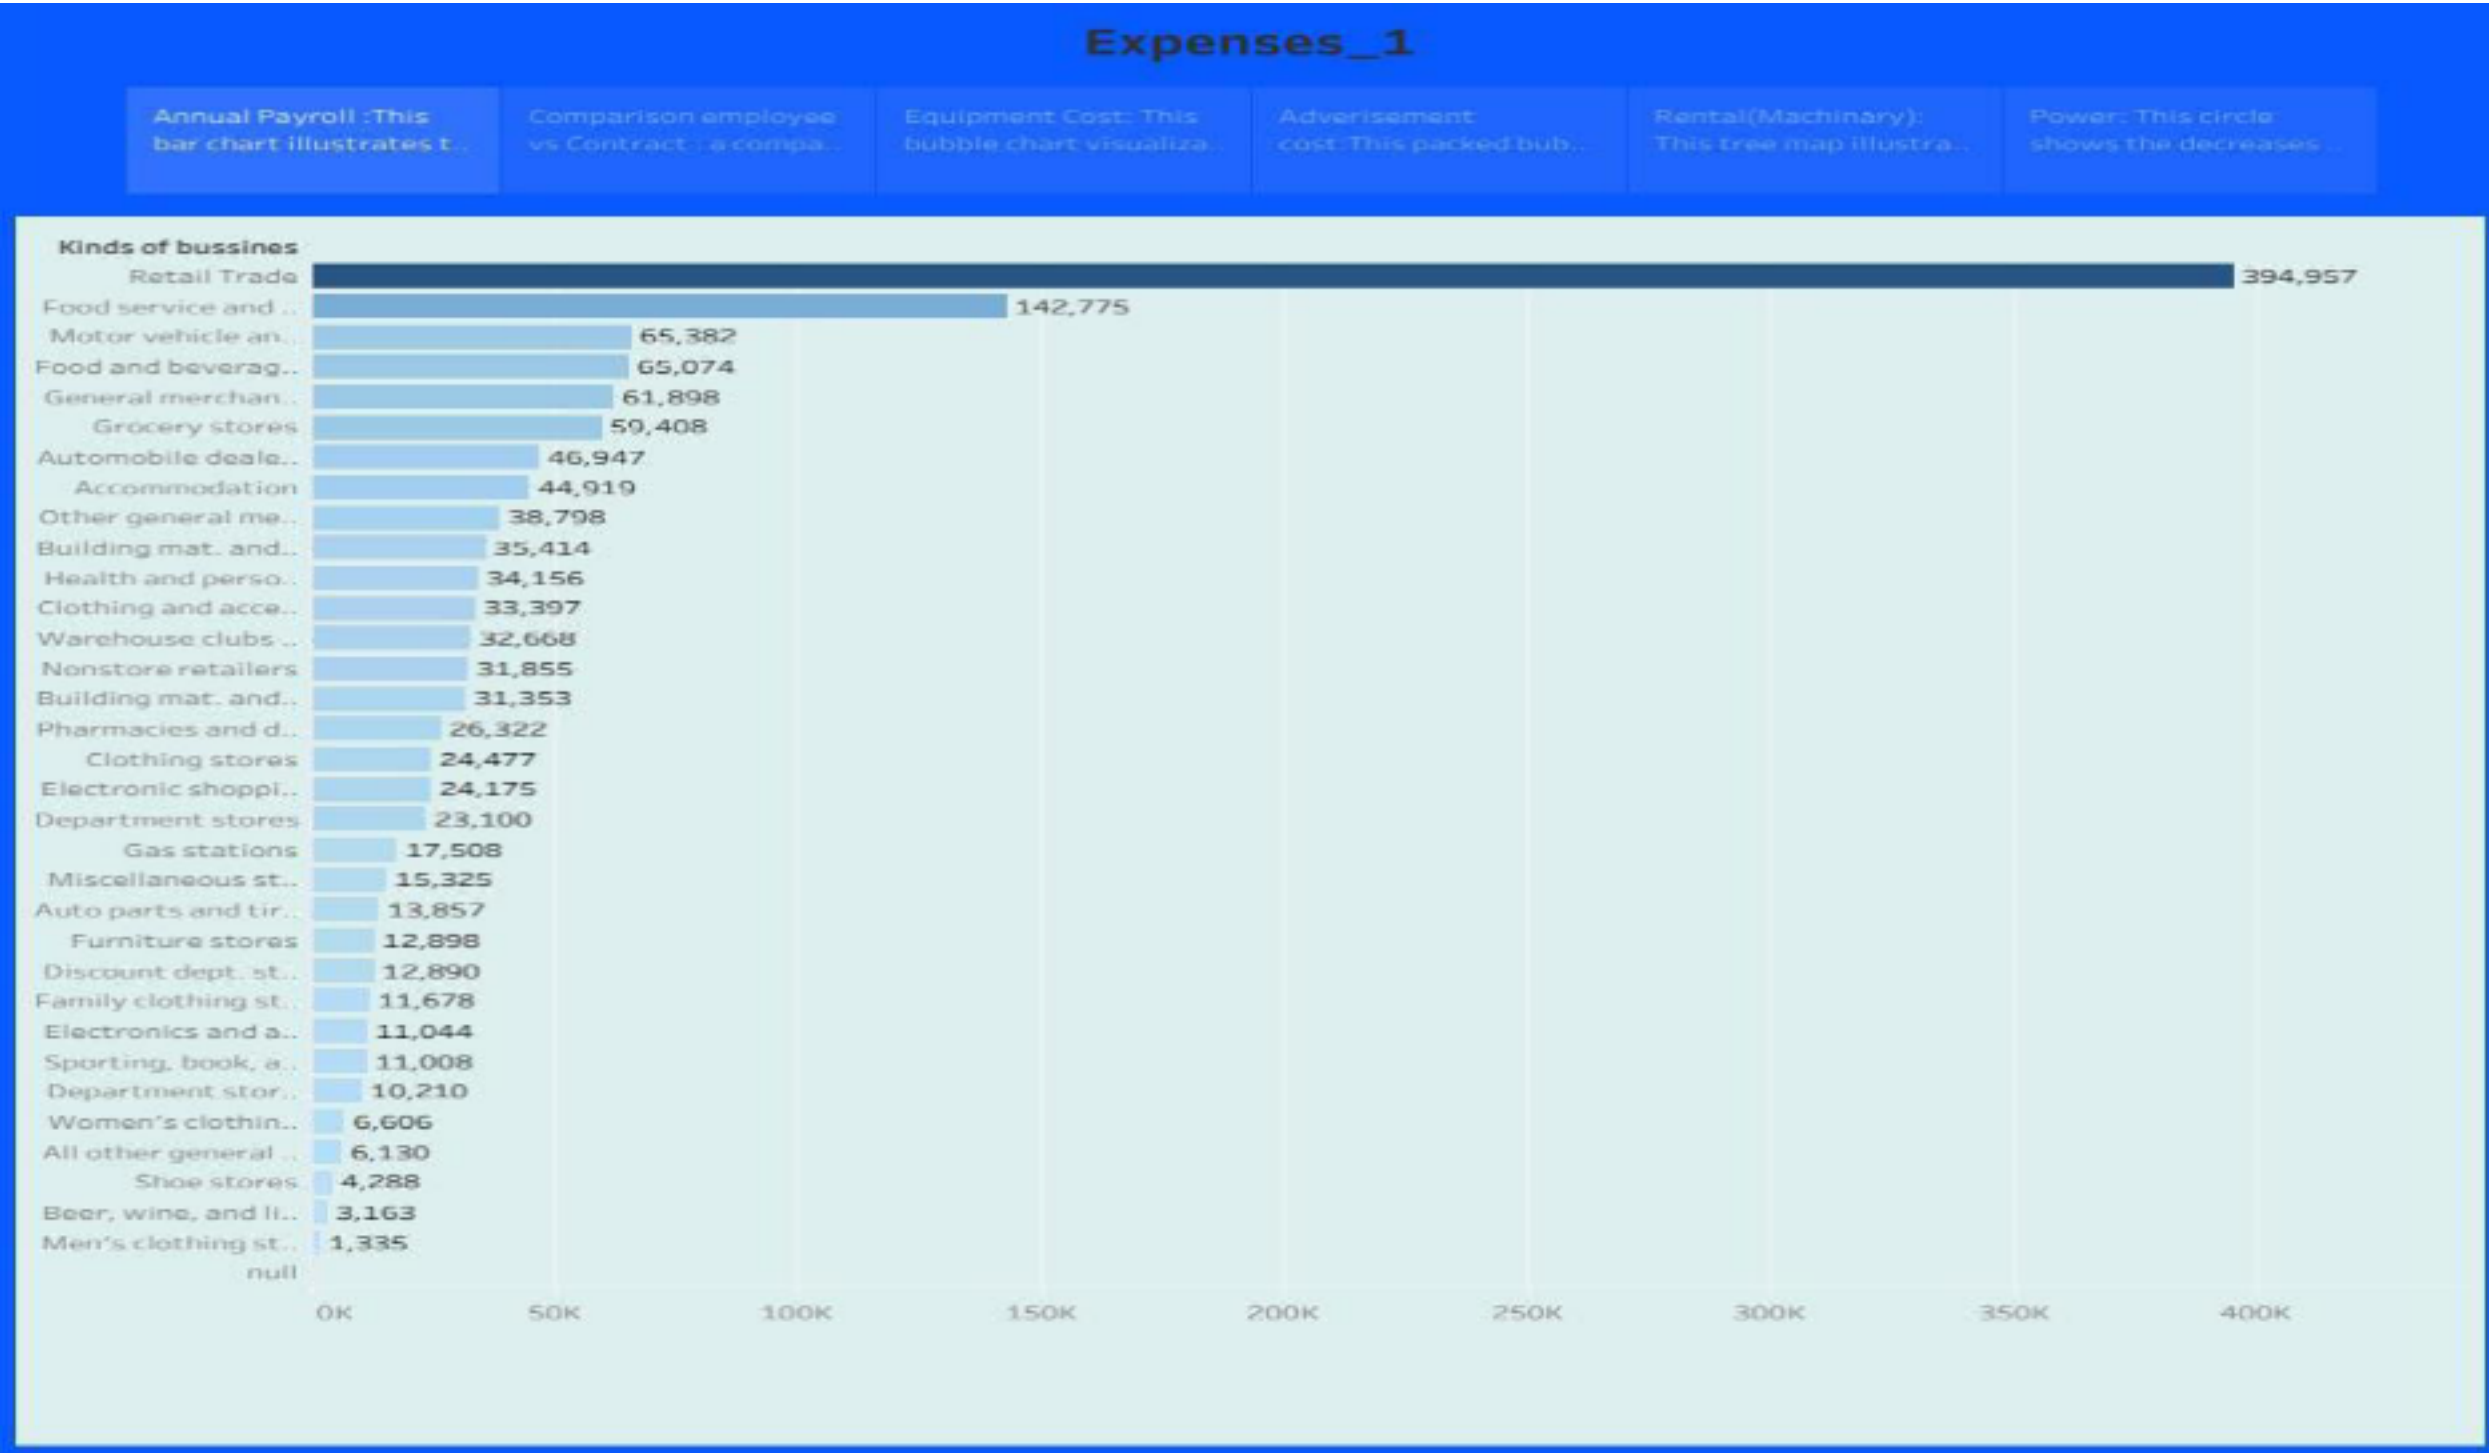 Expenses_1
Annual Payroll :This
bar chart illustrates t..
Comparison employee
vs Contract : a compa..
Equipment Cost: This
bubble chart visualiza..
Adverisement
cost:This packed bub..
Rental(Machinary):
This tree map illustra..
Power: This circle
shows the decreases ..
Kinds of bussines
Retail Trade 394,957
Food service and .. 142,775
Motor vehicle an.. 65,382
Food and beverag.. 65,074
General merchan.. 61,898
Grocery stores 59,408
Automobile deale.. 46,947
Accommodation 44,919
Other general me.. 38,798
Building mat. and.. 35,414
Health and perso.. 34,156
Clothing and acce.. 33,397
Warehouse clubs .. 32,668
Nonstore retailers 31,855
Building mat. and.. 31,353
Pharmacies and d.. 26,322
Clothing stores 24,477
Electronic shoppi.. 24,175
Department stores 23,100
Gas stations 17,508
Miscellaneous st.. 15,325
Auto parts and tir.. 13,857
Furniture stores 12,898
Discount dept. st.. 12,890
Family clothing st.. 11,678
Electronics and a.. 11,044
Sporting, book, a.. 11,008
Department stor.. 10,210
Women's clothin.. 6,606
All other general .. 6,130
Shoe stores 4,288
Beer, wine, and li.. 3,163
Men's clothing st.. 1,335
null
0K 50K 100K 150K 200K 250K 300K 350K 400K